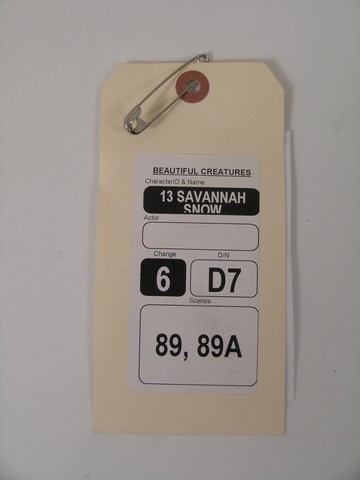 BEAUTIFUL CREATURES
CharacterID & Name
13 SAVANNAH
SNOW
Actor
Change D/N
6 D7
Scenes
89, 89A